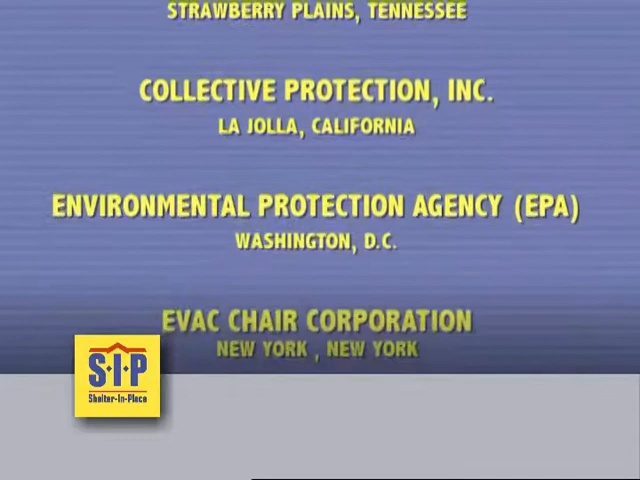 STRAWBERRY PLAINS, TENNESSEE
COLLECTIVE PROTECTION, INC.
LA JOLLA, CALIFORNIA
ENVIRONMENTAL PROTECTION AGENCY (EPA)
WASHINGTON, D.C.
EVAC CHAIR CORPORATION
NEW YORK , NEW YORK
S·I·P
Shelter-In-Place